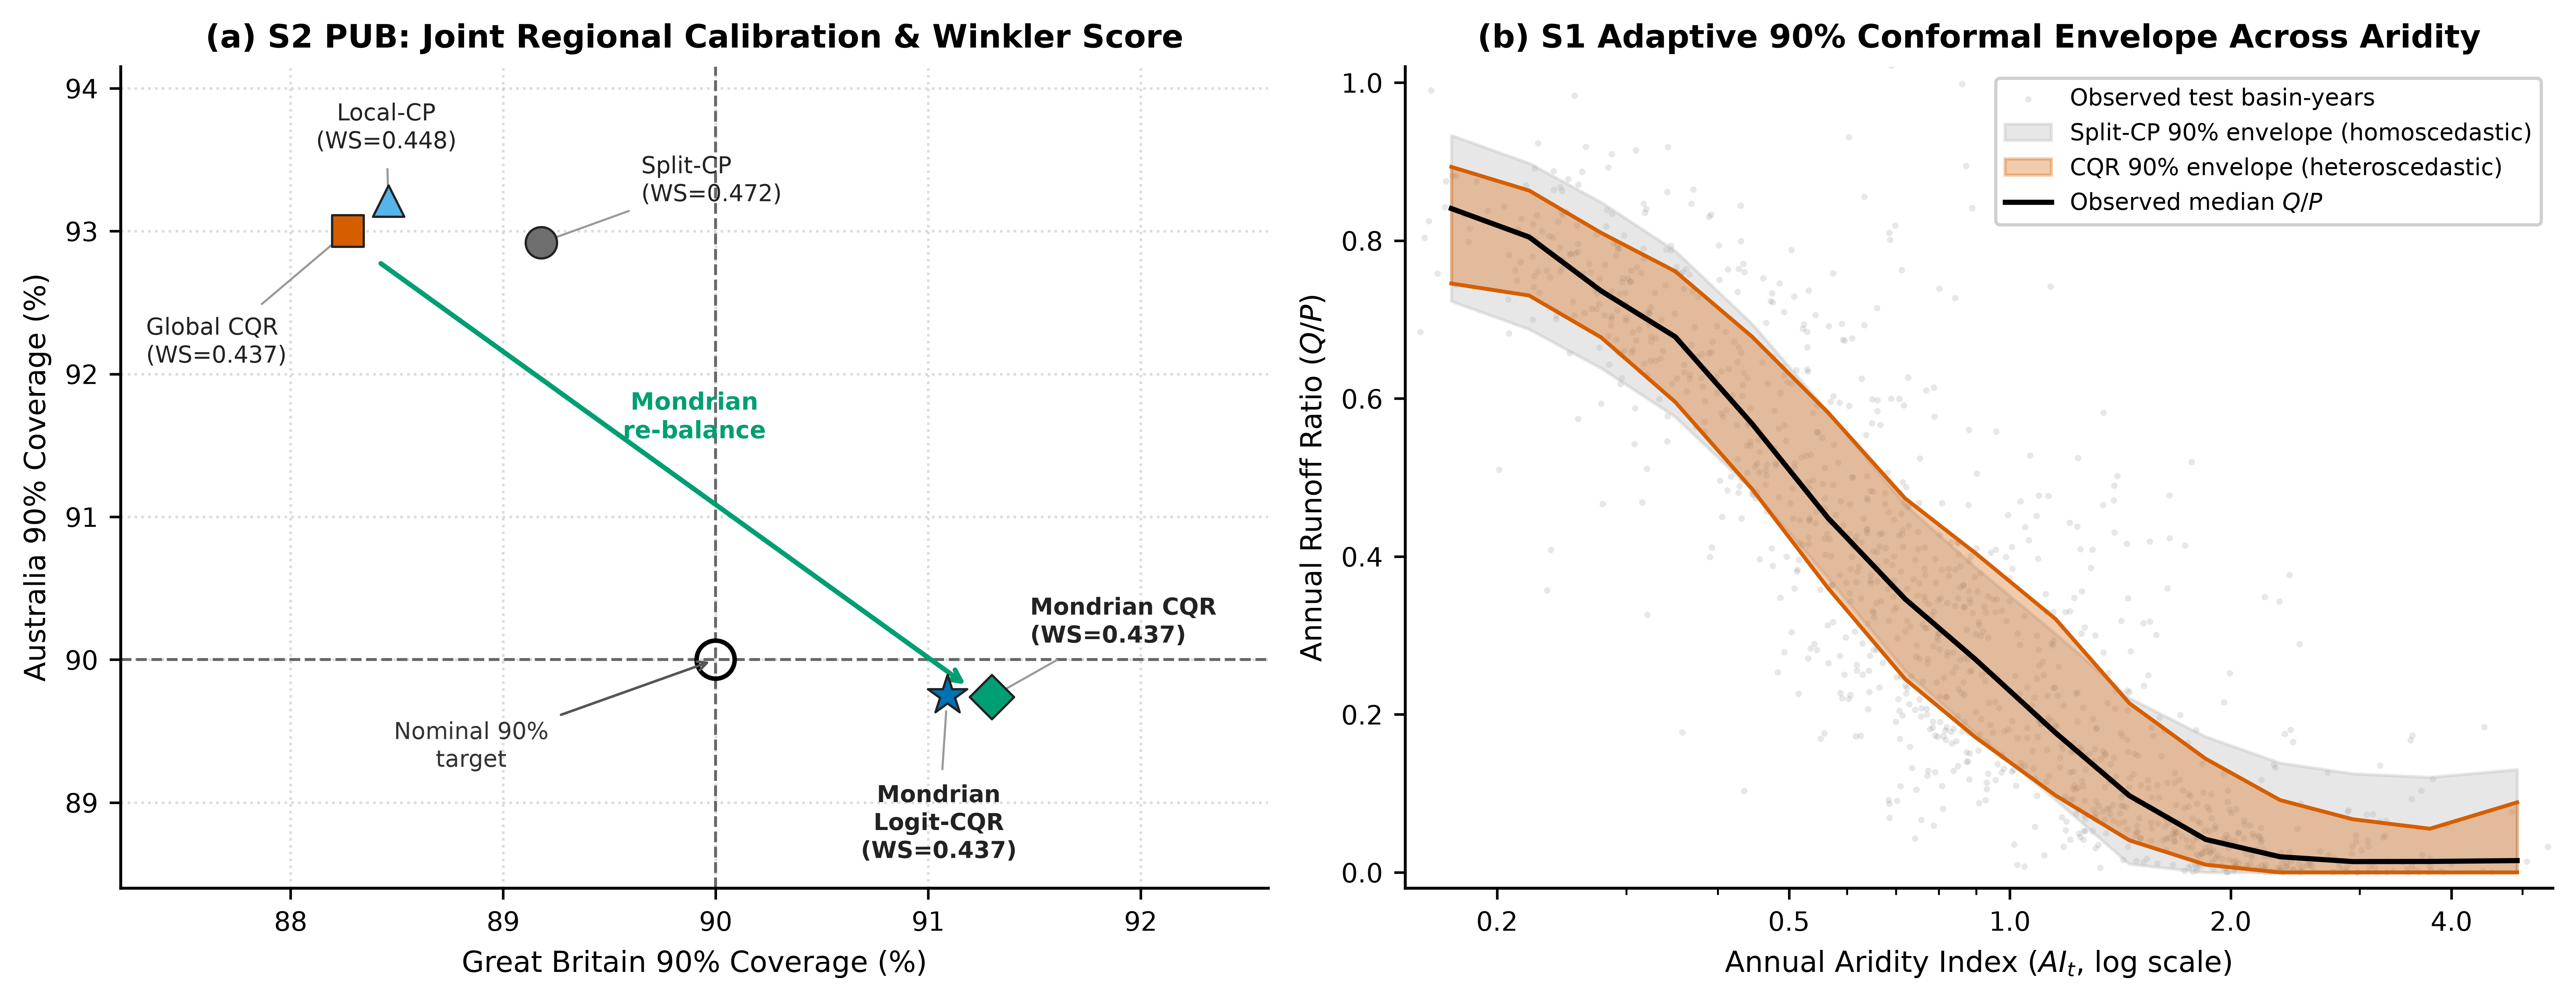 (a) S2 PUB: Joint Regional Calibration & Winkler Score
Australia 90% Coverage (%)
94
93
92
91
90
89
Local-CP
(WS=0.448)
Split-CP
(WS=0.472)
Global CQR
(WS=0.437)
Mondrian
re-balance
Mondrian CQR
(WS=0.437)
Nominal 90%
target
Mondrian
Logit-CQR
(WS=0.437)
88
89
90
91
92
Great Britain 90% Coverage (%)
(b) S1 Adaptive 90% Conformal Envelope Across Aridity
Annual Runoff Ratio (Q/P)
1.0
0.8
0.6
0.4
0.2
0.0
Observed test basin-years
Split-CP 90% envelope (homoscedastic)
CQR 90% envelope (heteroscedastic)
Observed median Q/P
0.2
0.5
1.0
2.0
4.0
Annual Aridity Index (AIt, log scale)